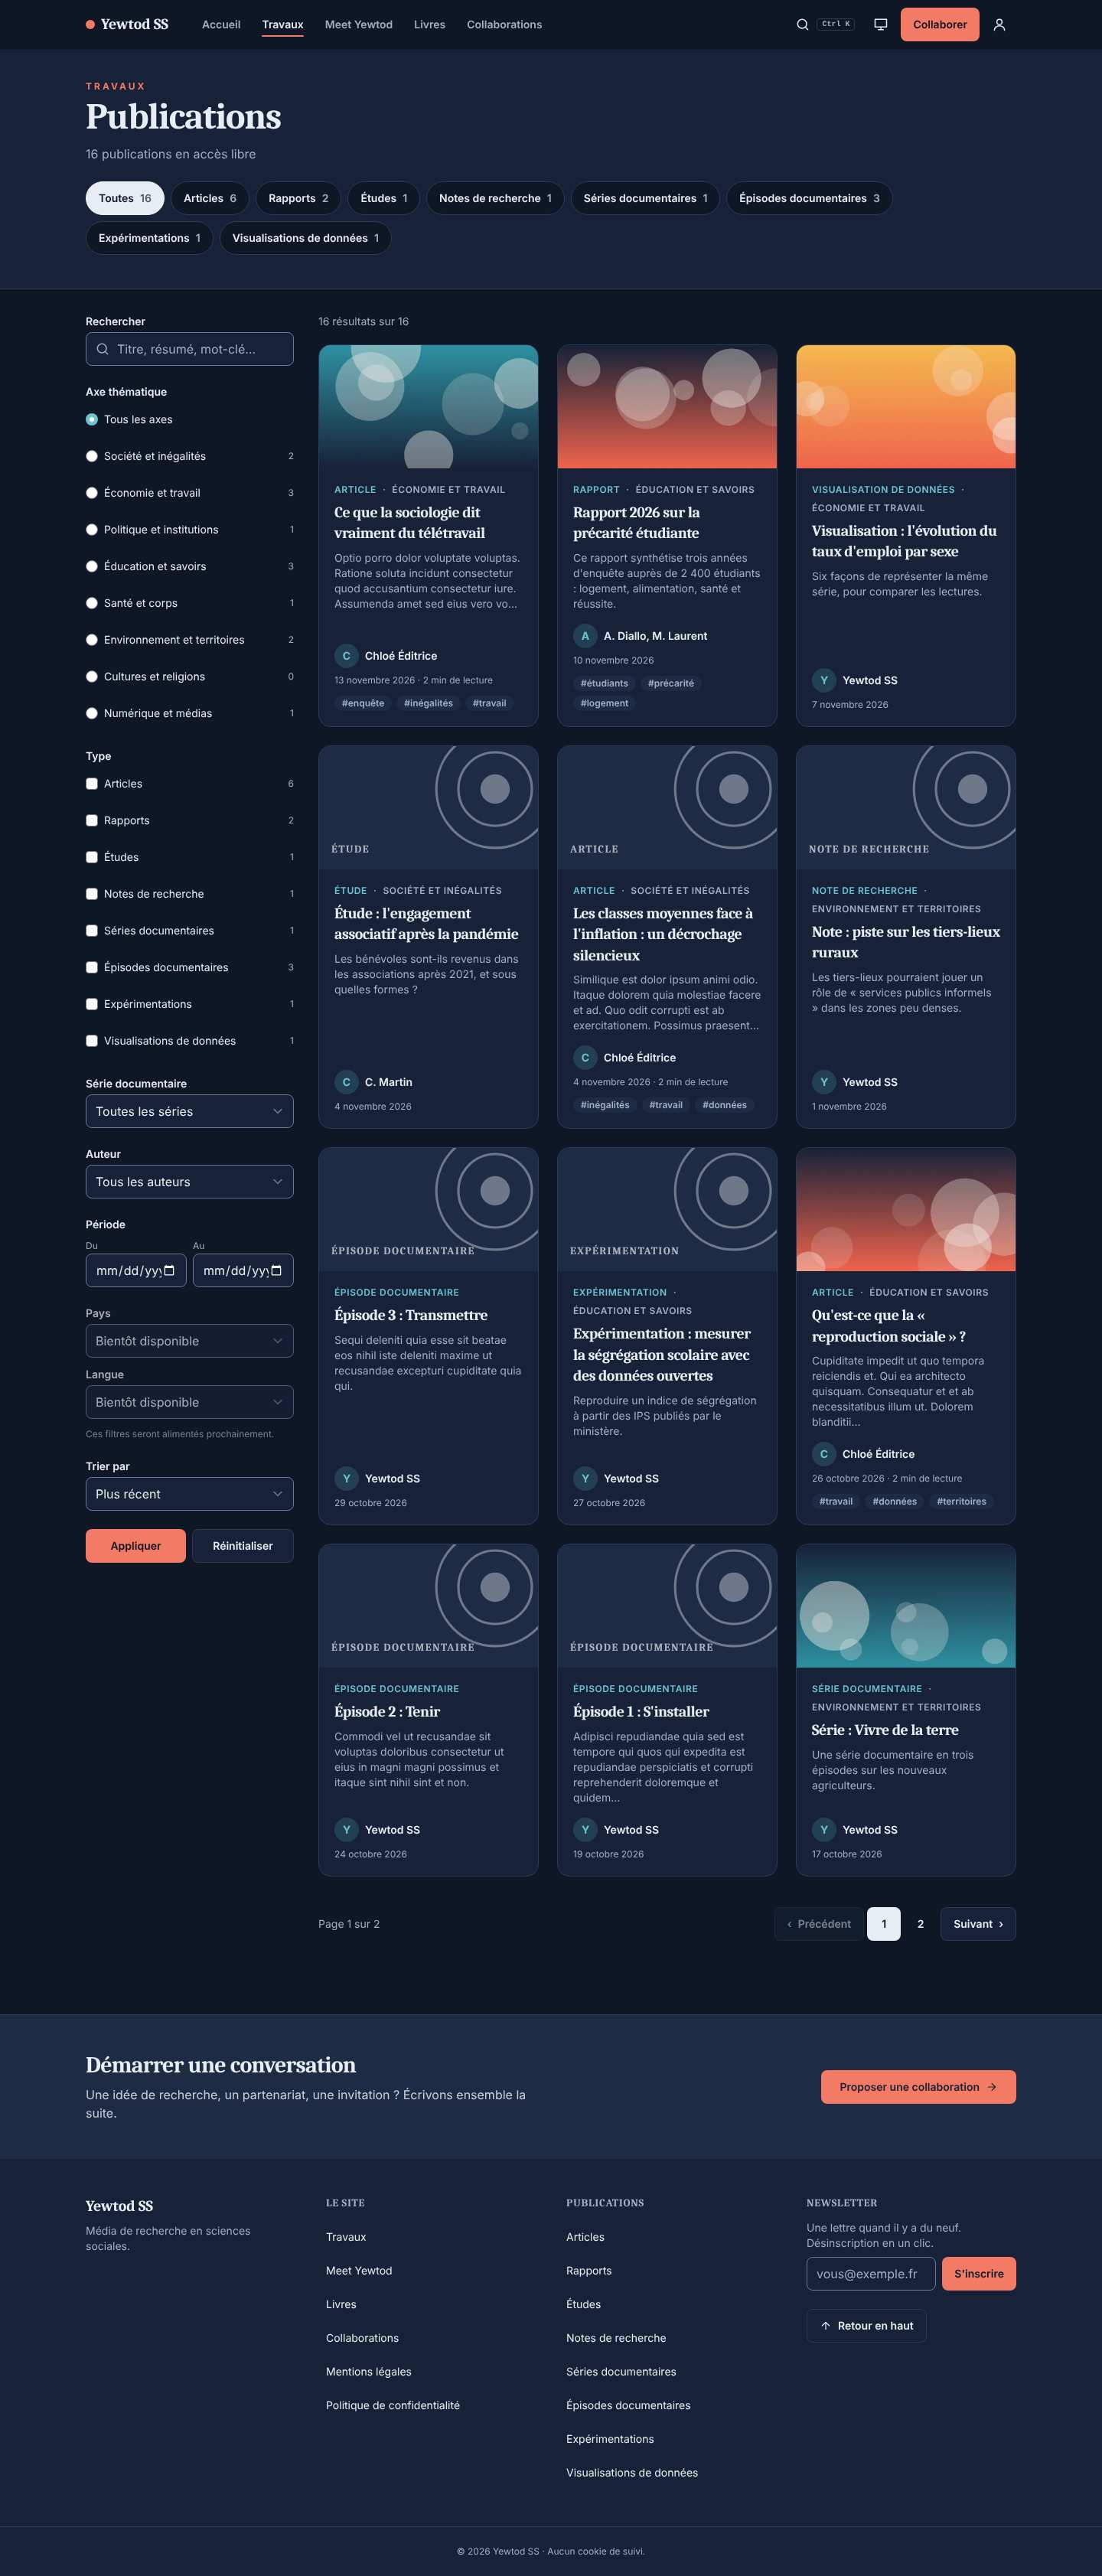 Yewtod SS
Accueil
Travaux
Meet Yewtod
Livres
Collaborations
Ctrl K
Collaborer
TRAVAUX
Publications
16 publications en accès libre
Toutes 16
Articles 6
Rapports 2
Études 1
Notes de recherche 1
Séries documentaires 1
Épisodes documentaires 3
Expérimentations 1
Visualisations de données 1
Rechercher
Titre, résumé, mot-clé...
Axe thématique
Tous les axes
Société et inégalités 2
Économie et travail 3
Politique et institutions 1
Éducation et savoirs 3
Santé et corps 1
Environnement et territoires 2
Cultures et religions 0
Numérique et médias 1
Type
Articles 6
Rapports 2
Études 1
Notes de recherche 1
Séries documentaires 1
Épisodes documentaires 3
Expérimentations 1
Visualisations de données 1
Série documentaire
Toutes les séries
Auteur
Tous les auteurs
Période
Du
Au
mm/dd/yyy
mm/dd/yyy
Pays
Bientôt disponible
Langue
Bientôt disponible
Ces filtres seront alimentés prochainement.
Trier par
Plus récent
Appliquer
Réinitialiser
16 résultats sur 16
ARTICLE · ÉCONOMIE ET TRAVAIL
Ce que la sociologie dit
vraiment du télétravail
Optio porro dolor voluptate voluptas.
Ratione soluta incidunt consectetur
quod accusantium consectetur iure.
Assumenda amet sed eius vero vo...
C Chloé Éditrice
13 novembre 2026 · 2 min de lecture
#enquête #inégalités #travail
RAPPORT · ÉDUCATION ET SAVOIRS
Rapport 2026 sur la
précarité étudiante
Ce rapport synthétise trois années
d'enquête auprès de 2 400 étudiants
: logement, alimentation, santé et
réussite.
A A. Diallo, M. Laurent
10 novembre 2026
#étudiants #précarité
#logement
VISUALISATION DE DONNÉES ·
ÉCONOMIE ET TRAVAIL
Visualisation : l'évolution du
taux d'emploi par sexe
Six façons de représenter la même
série, pour comparer les lectures.
Y Yewtod SS
7 novembre 2026
ÉTUDE
ÉTUDE · SOCIÉTÉ ET INÉGALITÉS
Étude : l'engagement
associatif après la pandémie
Les bénévoles sont-ils revenus dans
les associations après 2021, et sous
quelles formes ?
C C. Martin
4 novembre 2026
ARTICLE
ARTICLE · SOCIÉTÉ ET INÉGALITÉS
Les classes moyennes face à
l'inflation : un décrochage
silencieux
Similique est dolor ipsum animi odio.
Itaque dolorem quia molestiae facere
et ad. Quo odit corrupti est ab
exercitationem. Possimus praesent...
C Chloé Éditrice
4 novembre 2026 · 2 min de lecture
#inégalités #travail #données
NOTE DE RECHERCHE
NOTE DE RECHERCHE ·
ENVIRONNEMENT ET TERRITOIRES
Note : piste sur les tiers-lieux
ruraux
Les tiers-lieux pourraient jouer un
rôle de « services publics informels
» dans les zones peu denses.
Y Yewtod SS
1 novembre 2026
ÉPISODE DOCUMENTAIRE
ÉPISODE DOCUMENTAIRE
Épisode 3 : Transmettre
Sequi deleniti quia esse sit beatae
eos nihil iste deleniti maxime ut
recusandae excepturi cupiditate quia
qui.
Y Yewtod SS
29 octobre 2026
EXPÉRIMENTATION
EXPÉRIMENTATION ·
ÉDUCATION ET SAVOIRS
Expérimentation : mesurer
la ségrégation scolaire avec
des données ouvertes
Reproduire un indice de ségrégation
à partir des IPS publiés par le
ministère.
Y Yewtod SS
27 octobre 2026
ARTICLE · ÉDUCATION ET SAVOIRS
Qu'est-ce que la «
reproduction sociale » ?
Cupiditate impedit ut quo tempora
reiciendis et. Qui ea architecto
quisquam. Consequatur et et ab
necessitatibus illum ut. Dolorem
blanditii...
C Chloé Éditrice
26 octobre 2026 · 2 min de lecture
#travail #données #territoires
ÉPISODE DOCUMENTAIRE
ÉPISODE DOCUMENTAIRE
Épisode 2 : Tenir
Commodi vel ut recusandae sit
voluptas doloribus consectetur ut
eius in magni magni possimus et
itaque sint nihil sint et non.
Y Yewtod SS
24 octobre 2026
ÉPISODE DOCUMENTAIRE
ÉPISODE DOCUMENTAIRE
Épisode 1 : S'installer
Adipisci repudiandae quia sed est
tempore qui quos qui expedita est
repudiandae perspiciatis et corrupti
reprehenderit doloremque et
quidem...
Y Yewtod SS
19 octobre 2026
SÉRIE DOCUMENTAIRE ·
ENVIRONNEMENT ET TERRITOIRES
Série : Vivre de la terre
Une série documentaire en trois
épisodes sur les nouveaux
agriculteurs.
Y Yewtod SS
17 octobre 2026
Page 1 sur 2
‹ Précédent
1
2
Suivant ›
Démarrer une conversation
Une idée de recherche, un partenariat, une invitation ? Écrivons ensemble la
suite.
Proposer une collaboration →
Yewtod SS
Média de recherche en sciences
sociales.
LE SITE
Travaux
Meet Yewtod
Livres
Collaborations
Mentions légales
Politique de confidentialité
PUBLICATIONS
Articles
Rapports
Études
Notes de recherche
Séries documentaires
Épisodes documentaires
Expérimentations
Visualisations de données
NEWSLETTER
Une lettre quand il y a du neuf.
Désinscription en un clic.
vous@exemple.fr
S'inscrire
↑ Retour en haut
© 2026 Yewtod SS · Aucun cookie de suivi.